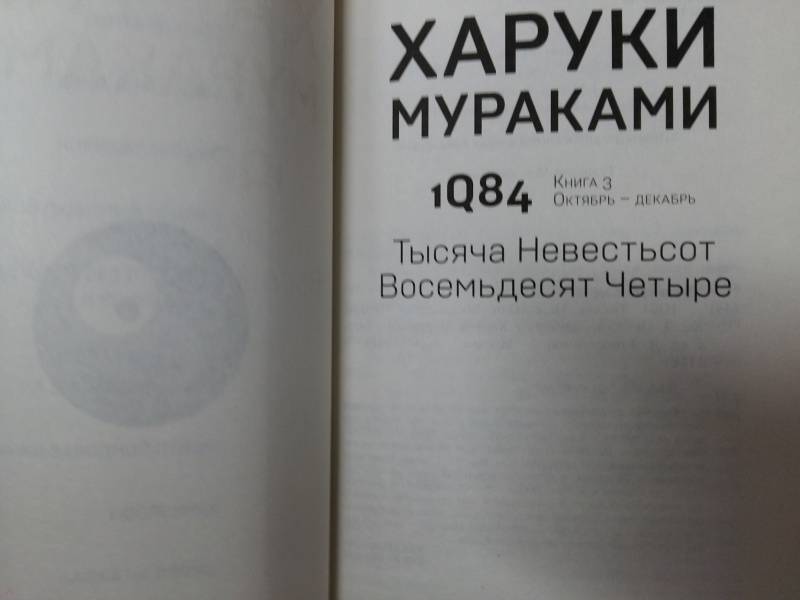 ХАРУКИ
МУРАКАМИ
1Q84
Книга 3
Октябрь – декабрь
Тысяча Невестьсот
Восемьдесят Четыре